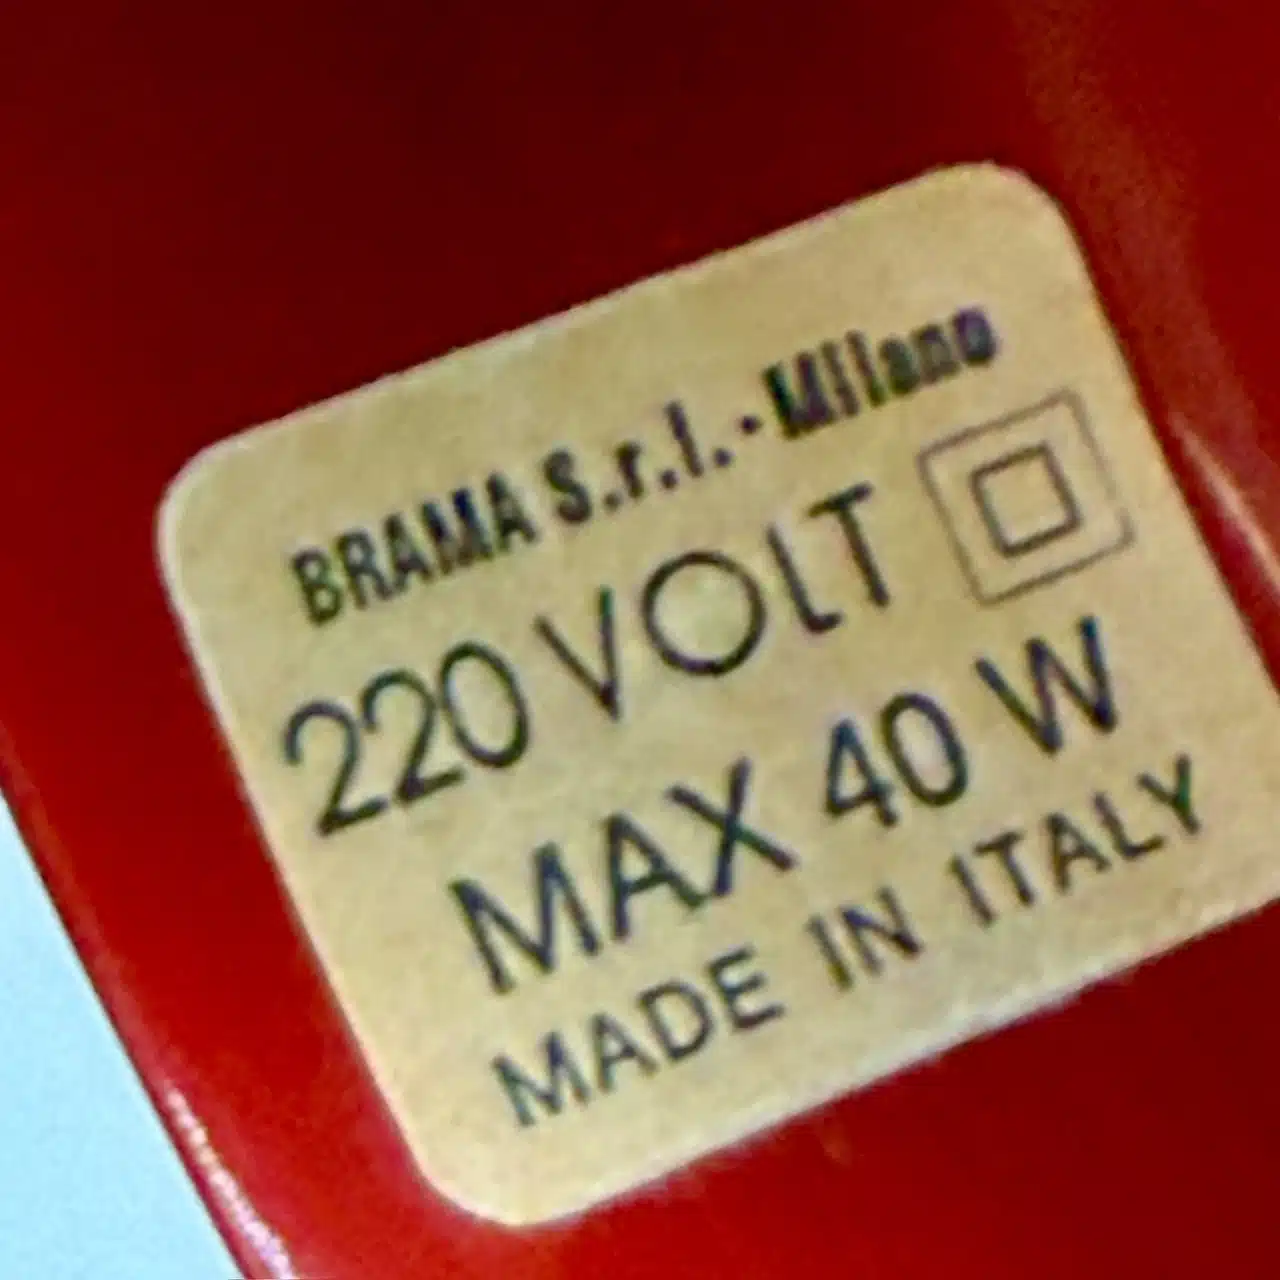 BRAMA S.r.l.-Milano
220 VOLT
MAX 40 W
MADE IN ITALY